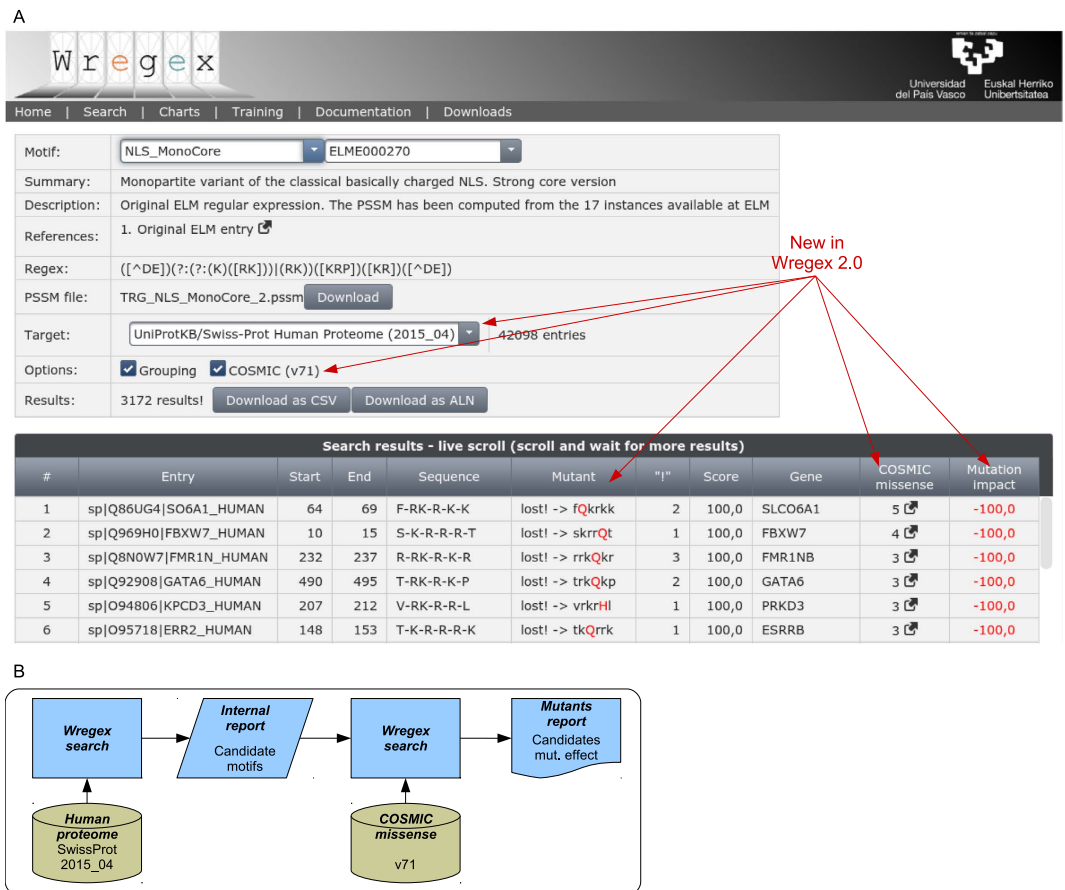 A
Wregex
Universidad del País Vasco
Euskal Herriko Unibertsitatea
Home | Search | Charts | Training | Documentation | Downloads
Motif: NLS_MonoCore ELME000270
Summary: Monopartite variant of the classical basically charged NLS. Strong core version
Description: Original ELM regular expression. The PSSM has been computed from the 17 instances available at ELM
References: 1. Original ELM entry
Regex: ([^DE])(?:(?:(K)([RK]))|(RK))([KRP])([KR])([^DE])
PSSM file: TRG_NLS_MonoCore_2.pssm Download
Target: UniProtKB/Swiss-Prot Human Proteome (2015_04) 42098 entries
Options: Grouping COSMIC (v71)
Results: 3172 results! Download as CSV Download as ALN
New in
Wregex 2.0
Search results - live scroll (scroll and wait for more results)
# Entry Start End Sequence Mutant "!" Score Gene COSMIC missense Mutation impact
1 sp|Q86UG4|SO6A1_HUMAN 64 69 F-RK-R-K-K lost! -> fQkrkk 2 100,0 SLCO6A1 5 -100,0
2 sp|Q969H0|FBXW7_HUMAN 10 15 S-K-R-R-R-T lost! -> skrrQt 1 100,0 FBXW7 4 -100,0
3 sp|Q8N0W7|FMR1N_HUMAN 232 237 R-RK-R-K-R lost! -> rrkQkr 3 100,0 FMR1NB 3 -100,0
4 sp|Q92908|GATA6_HUMAN 490 495 T-RK-R-K-P lost! -> trkQkp 2 100,0 GATA6 3 -100,0
5 sp|O94806|KPCD3_HUMAN 207 212 V-RK-R-R-L lost! -> vrkrHl 1 100,0 PRKD3 3 -100,0
6 sp|O95718|ERR2_HUMAN 148 153 T-K-R-R-R-K lost! -> tkQrrk 1 100,0 ESRRB 3 -100,0
B
Wregex
search
Internal
report
Candidate
motifs
Wregex
search
Mutants
report
Candidates
mut. effect
Human
proteome
SwissProt
2015_04
COSMIC
missense
v71